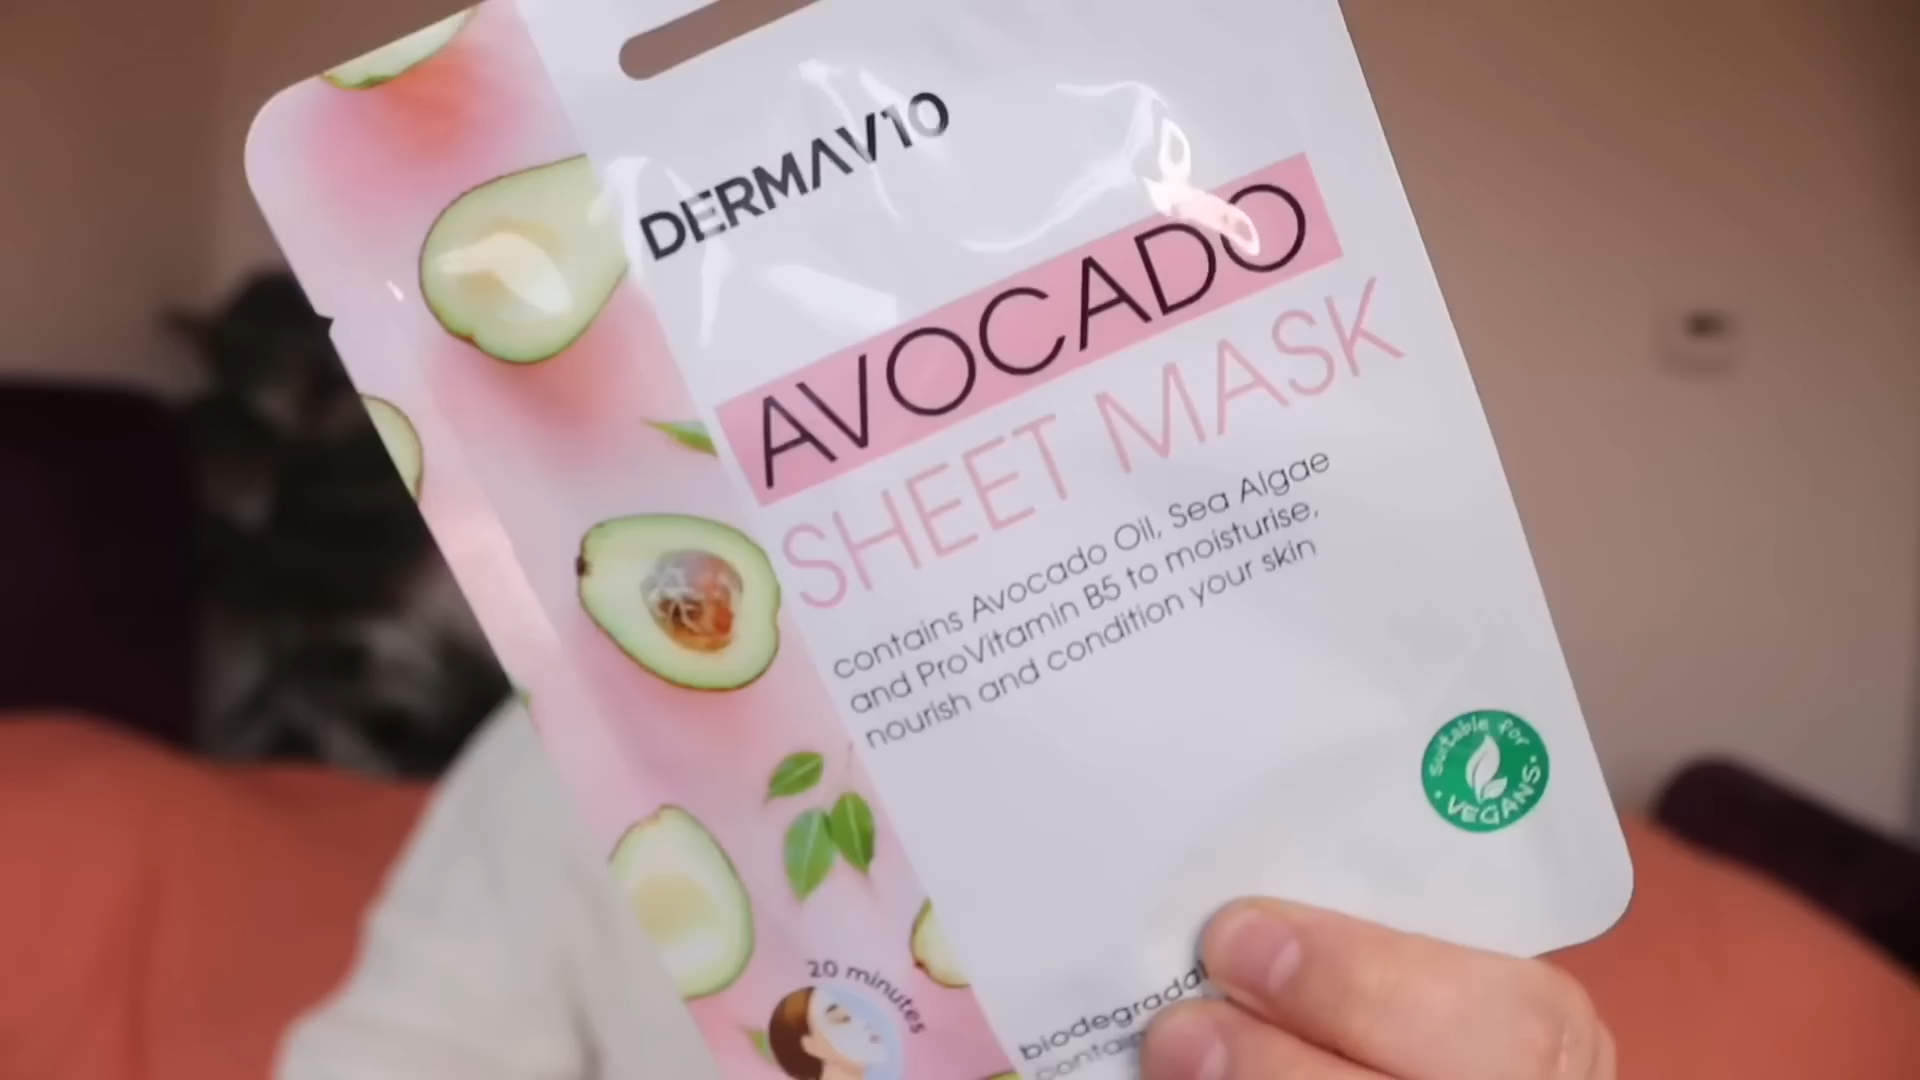 DERMAV10
AVOCADO
SHEET MASK
contains Avocado Oil, Sea Algae
and ProVitamin B5 to moisturise,
nourish and condition your skin
Suitable for
VEGANS
20 minutes